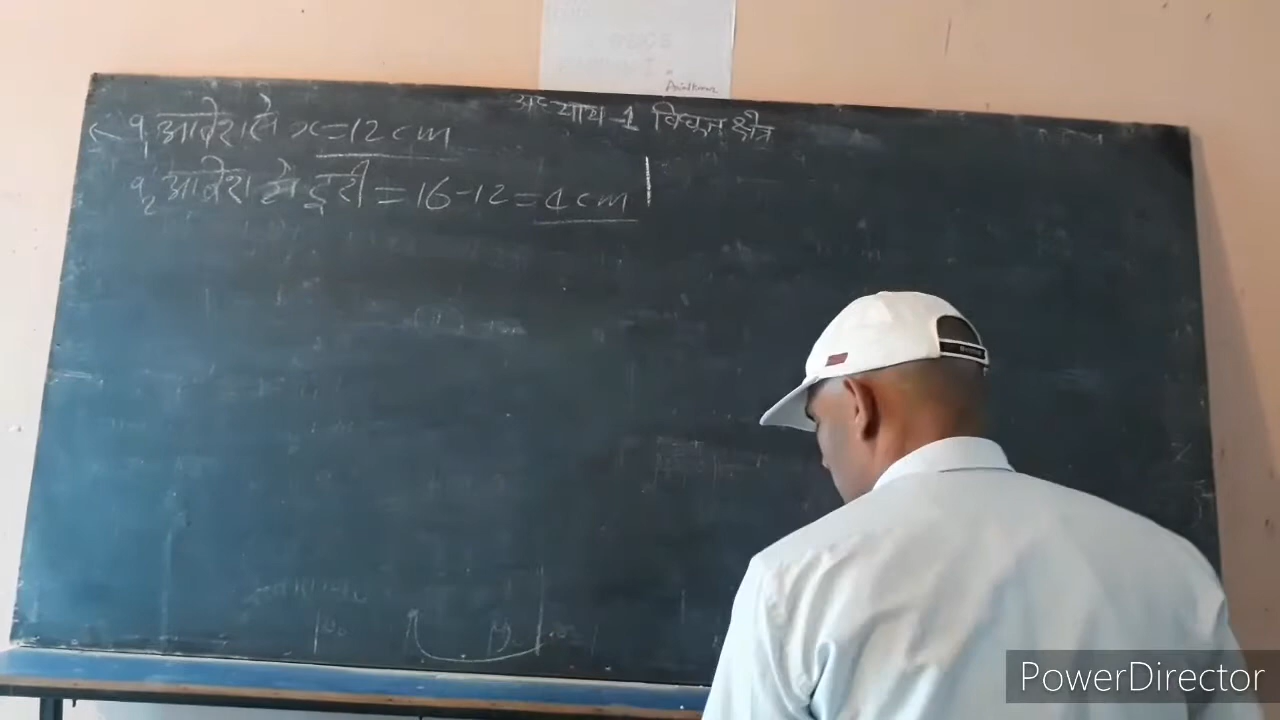 अध्याय-1 विद्युत क्षेत्र
q1 आवेश से x=12cm
q2 आवेश से दूरी =16-12=4cm
PowerDirector